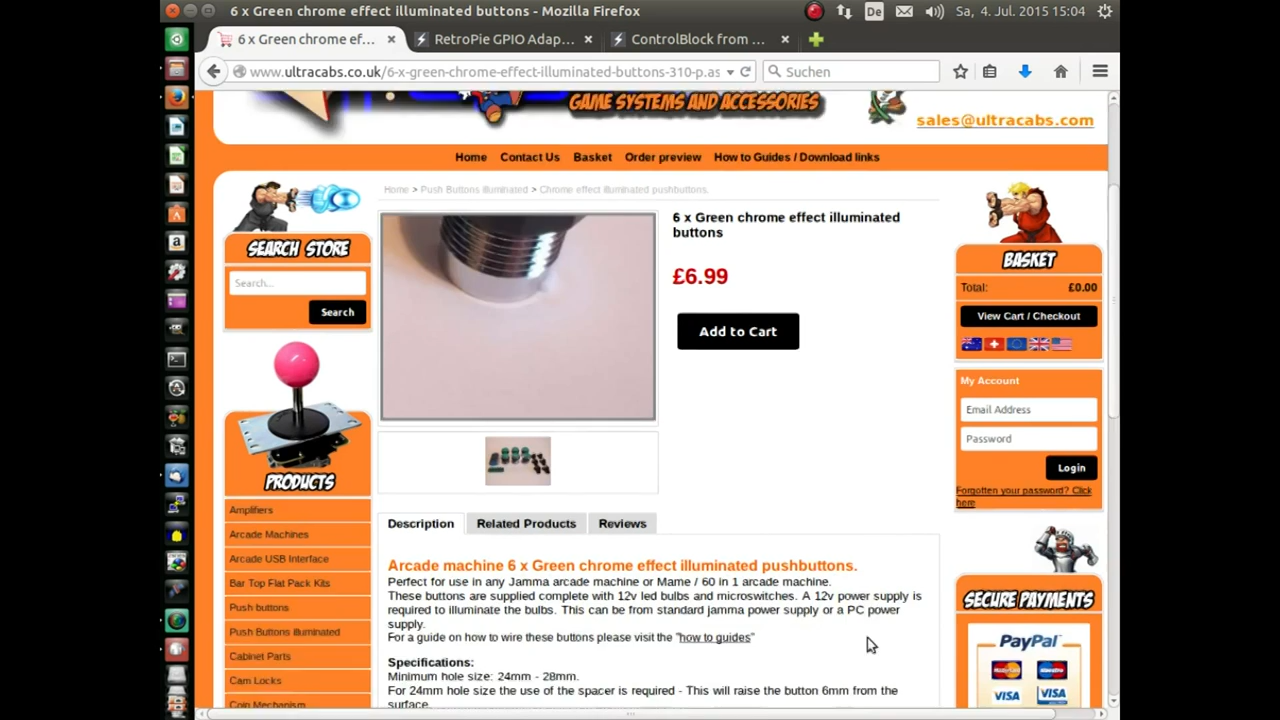 6 x Green chrome effect illuminated buttons - Mozilla Firefox
De
Sa, 4. Jul. 2015 15:04
6 x Green chrome ef...
RetroPie GPIO Adap...
ControlBlock from ...
www.ultracabs.co.uk/6-x-green-chrome-effect-illuminated-buttons-310-p.as
Suchen
GAME SYSTEMS AND ACCESSORIES
sales@ultracabs.com
Home Contact Us Basket Order preview How to Guides / Download links
Home > Push Buttons Illuminated > Chrome effect illuminated pushbuttons.
SEARCH STORE
Search...
Search
PRODUCTS
Amplifiers
Arcade Machines
Arcade USB Interface
Bar Top Flat Pack Kits
Push buttons
Push Buttons Illuminated
Cabinet Parts
Cam Locks
Coin Mechanism
6 x Green chrome effect illuminated
buttons
£6.99
Add to Cart
Description Related Products Reviews
Arcade machine 6 x Green chrome effect illuminated pushbuttons.
Perfect for use in any Jamma arcade machine or Mame / 60 in 1 arcade machine.
These buttons are supplied complete with 12v led bulbs and microswitches. A 12v power supply is
required to illuminate the bulbs. This can be from standard jamma power supply or a PC power
supply.
For a guide on how to wire these buttons please visit the "how to guides"
Specifications:
Minimum hole size: 24mm - 28mm.
For 24mm hole size the use of the spacer is required - This will raise the button 6mm from the
surface.
BASKET
Total: £0.00
View Cart / Checkout
My Account
Email Address
Password
Login
Forgotten your password? Click
here
SECURE PAYMENTS
PayPal
MasterCard
Maestro
VISA
VISA